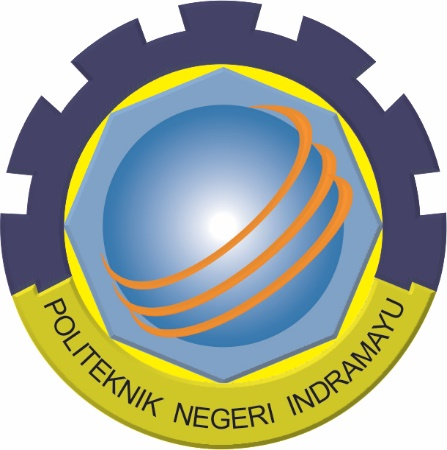 POLITEKNIK NEGERI INDRAMAYU